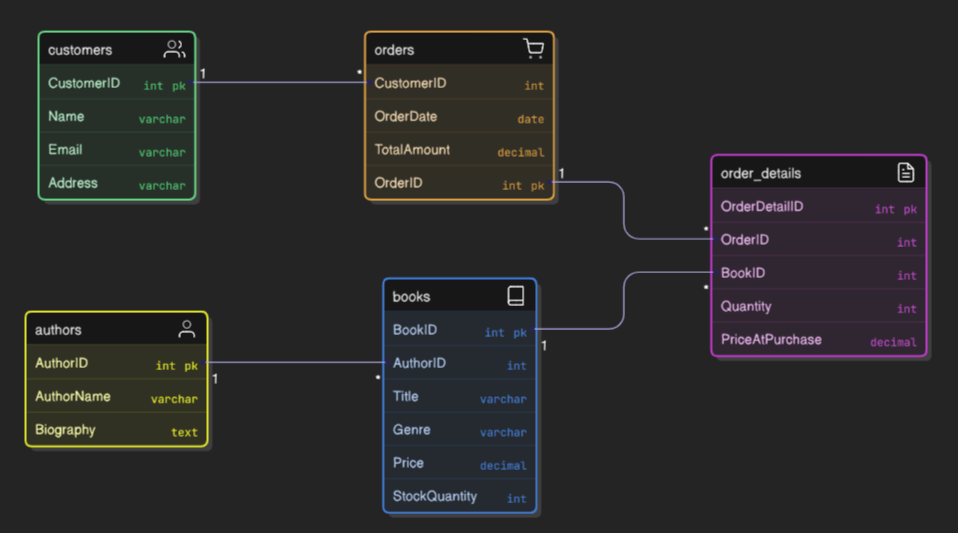 customers
CustomerID int pk
Name varchar
Email varchar
Address varchar
1
*
orders
CustomerID int
OrderDate date
TotalAmount decimal
OrderID int pk
1
*
order_details
OrderDetailID int pk
OrderID int
BookID int
Quantity int
PriceAtPurchase decimal
*
authors
AuthorID int pk
AuthorName varchar
Biography text
1
*
books
BookID int pk
AuthorID int
Title varchar
Genre varchar
Price decimal
StockQuantity int
1